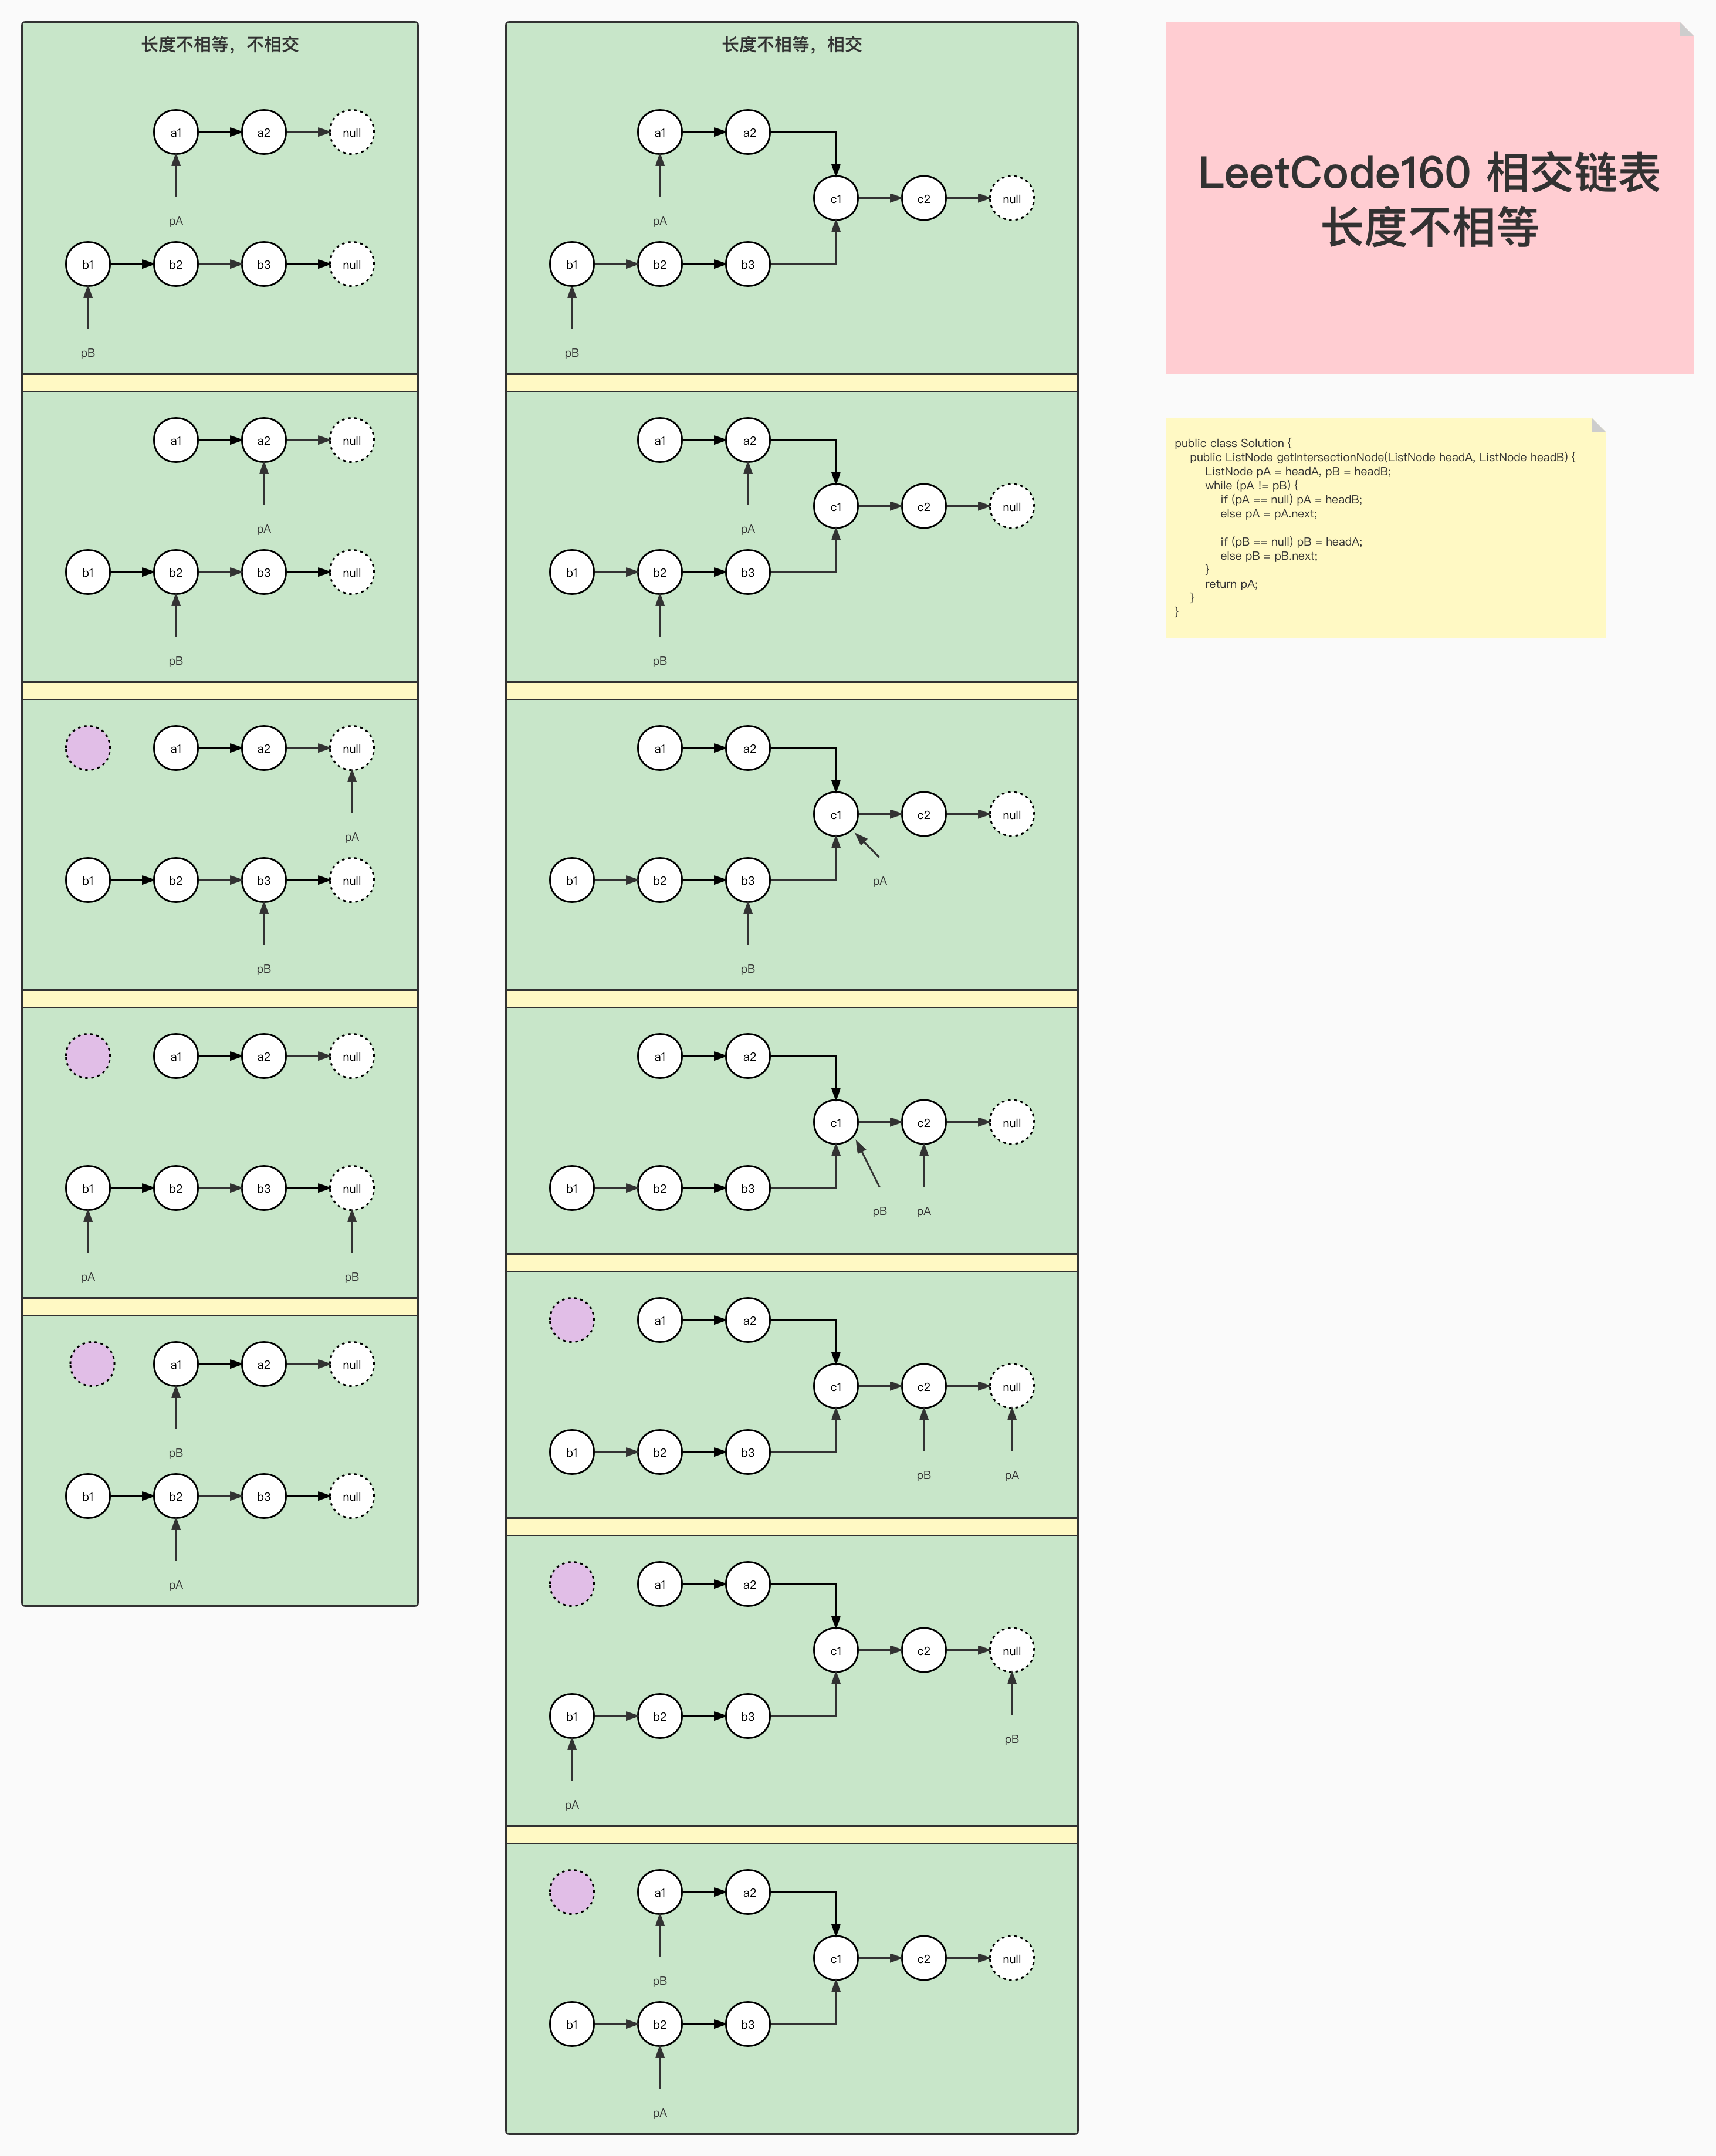 长度不相等，不相交
a1
a2
null
pA
b1
b2
b3
null
pB
a1
a2
null
pA
b1
b2
b3
null
pB
a1
a2
null
pA
b1
b2
b3
null
pB
a1
a2
null
b1
b2
b3
null
pA
pB
a1
a2
null
pB
b1
b2
b3
null
pA
长度不相等，相交
a1
a2
c1
c2
null
pA
b1
b2
b3
pB
a1
a2
c1
c2
null
pA
b1
b2
b3
pB
a1
a2
c1
c2
null
b1
b2
b3
pA
pB
a1
a2
c1
c2
null
b1
b2
b3
pB
pA
a1
a2
c1
c2
null
b1
b2
b3
pB
pA
a1
a2
c1
c2
null
b1
b2
b3
pB
pA
a1
a2
c1
c2
null
pB
b1
b2
b3
pA
LeetCode160 相交链表
长度不相等
public class Solution {
public ListNode getIntersectionNode(ListNode headA, ListNode headB) {
ListNode pA = headA, pB = headB;
while (pA != pB) {
if (pA == null) pA = headB;
else pA = pA.next;
if (pB == null) pB = headA;
else pB = pB.next;
}
return pA;
}
}